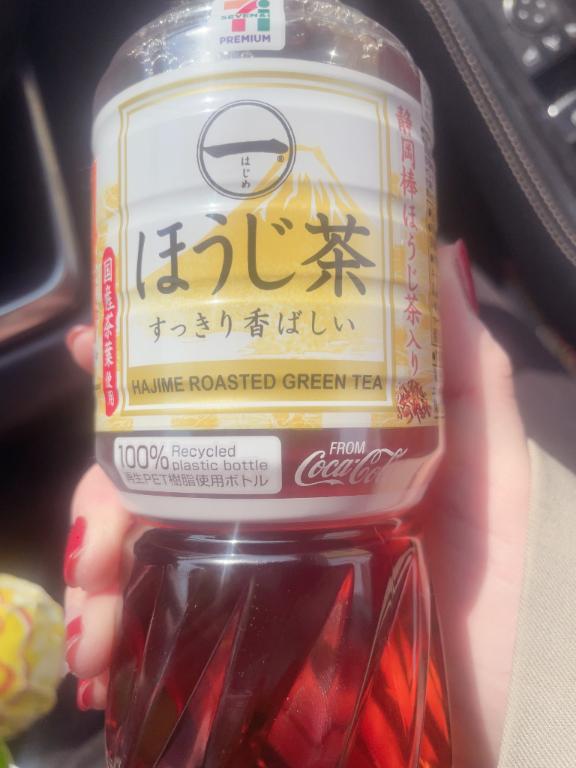 7
SEVEN&i
PREMIUM
一
®
はじめ
ほうじ茶
すっきり香ばしい
HAJIME ROASTED GREEN TEA
静岡棒ほうじ茶入り
国産茶葉使用
100% Recycled
plastic bottle
再生PET樹脂使用ボトル
FROM
Coca-Cola